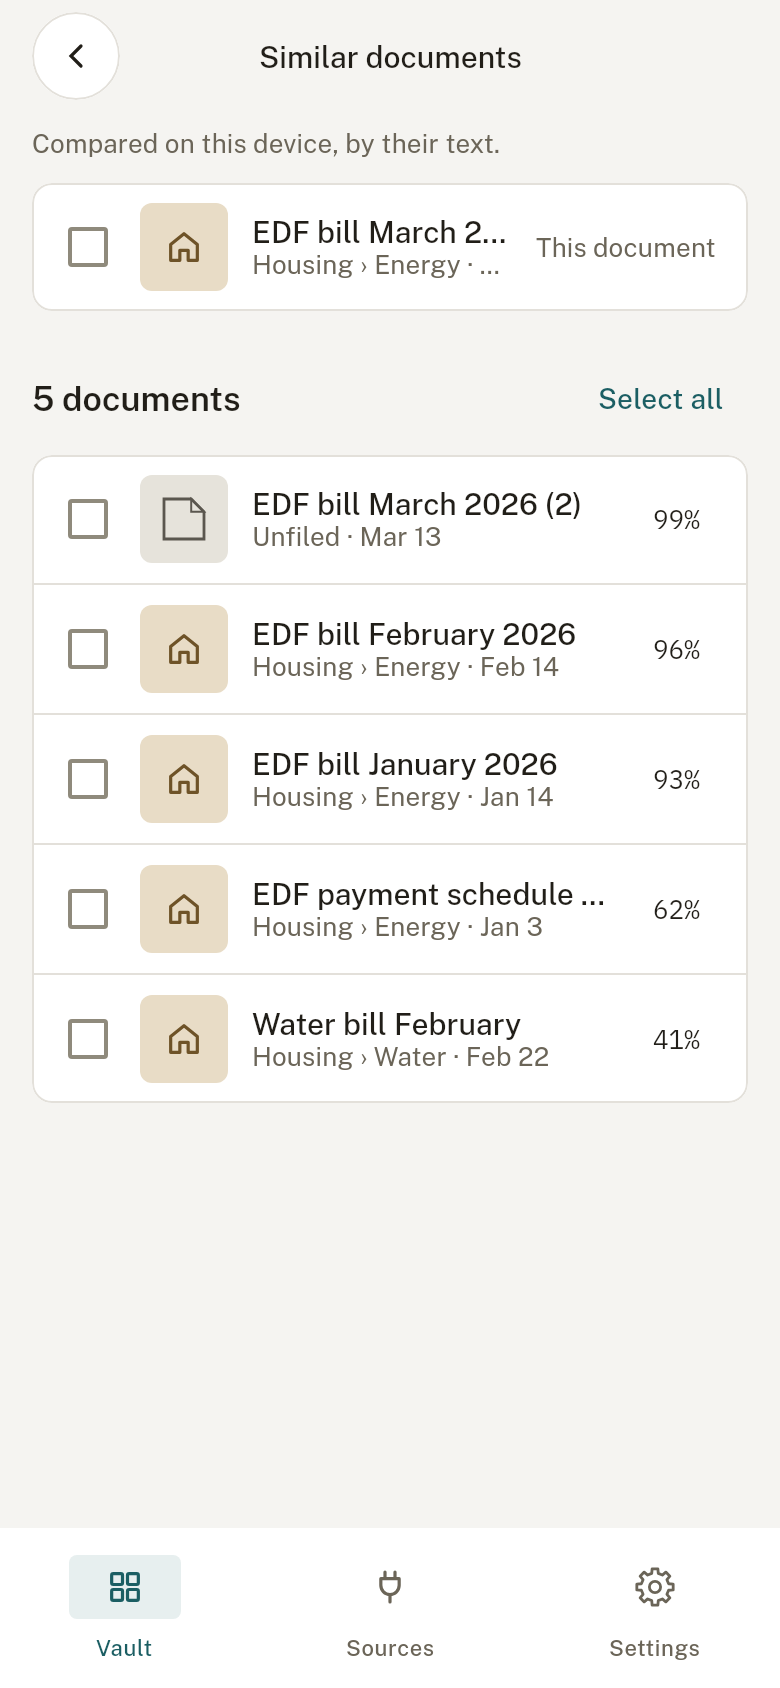 Similar documents
Compared on this device, by their text.
EDF bill March 2...
Housing › Energy · ...
This document
5 documents
Select all
EDF bill March 2026 (2)
Unfiled · Mar 13
99%
EDF bill February 2026
Housing › Energy · Feb 14
96%
EDF bill January 2026
Housing › Energy · Jan 14
93%
EDF payment schedule ...
Housing › Energy · Jan 3
62%
Water bill February
Housing › Water · Feb 22
41%
Vault
Sources
Settings